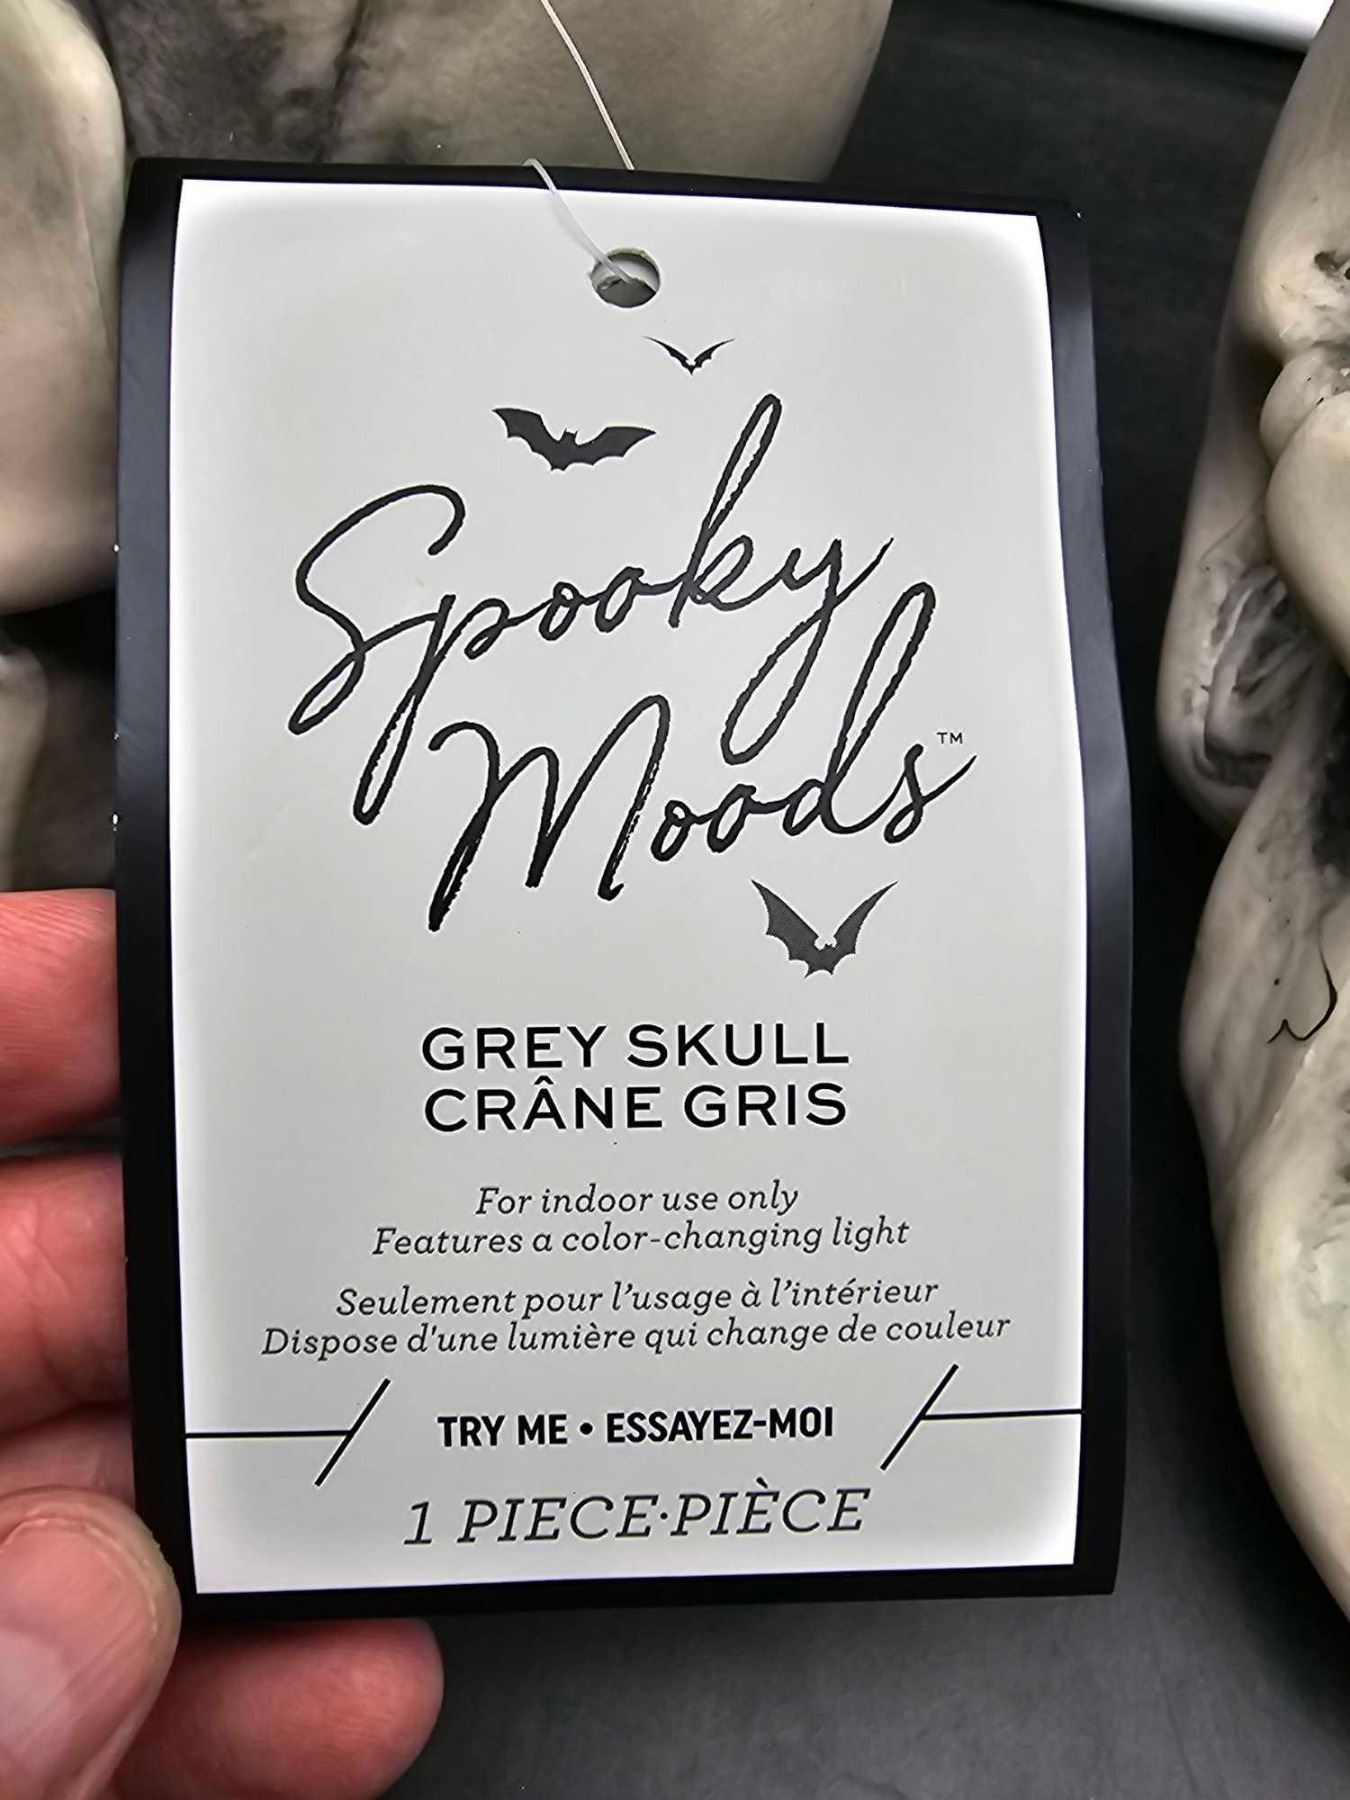 Spooky
Moods™
GREY SKULL
CRÂNE GRIS
For indoor use only
Features a color-changing light
Seulement pour l’usage à l’intérieur
Dispose d'une lumière qui change de couleur
TRY ME • ESSAYEZ-MOI
1 PIECE·PIÈCE